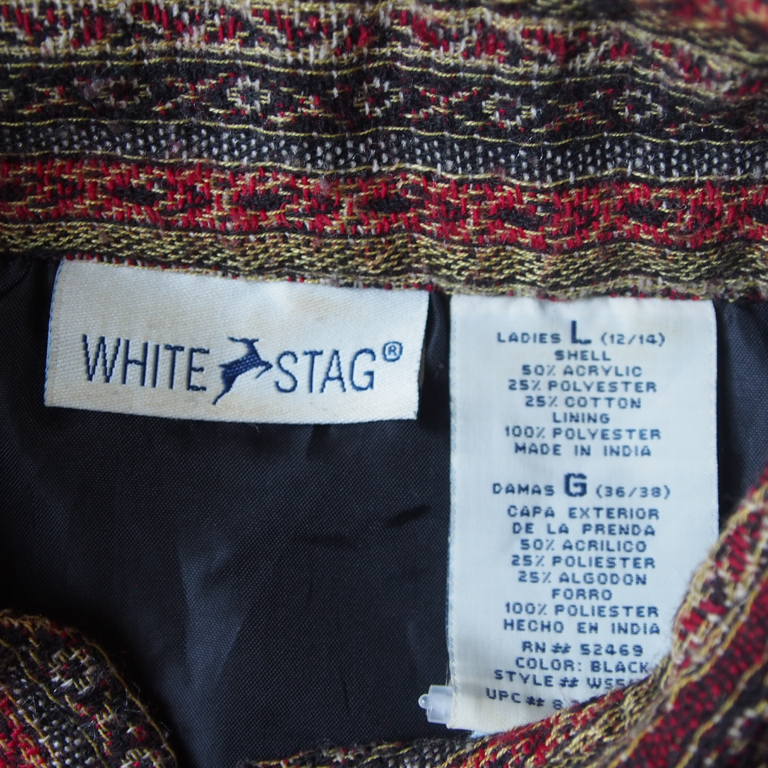 WHITE STAG®
LADIES L (12/14)
SHELL
50% ACRYLIC
25% POLYESTER
25% COTTON
LINING
100% POLYESTER
MADE IN INDIA
DAMAS G (36/38)
CAPA EXTERIOR
DE LA PRENDA
50% ACRILICO
25% POLIESTER
25% ALGODON
FORRO
100% POLIESTER
HECHO EN INDIA
RN# 52469
COLOR: BLACK
STYLE#
UPC#